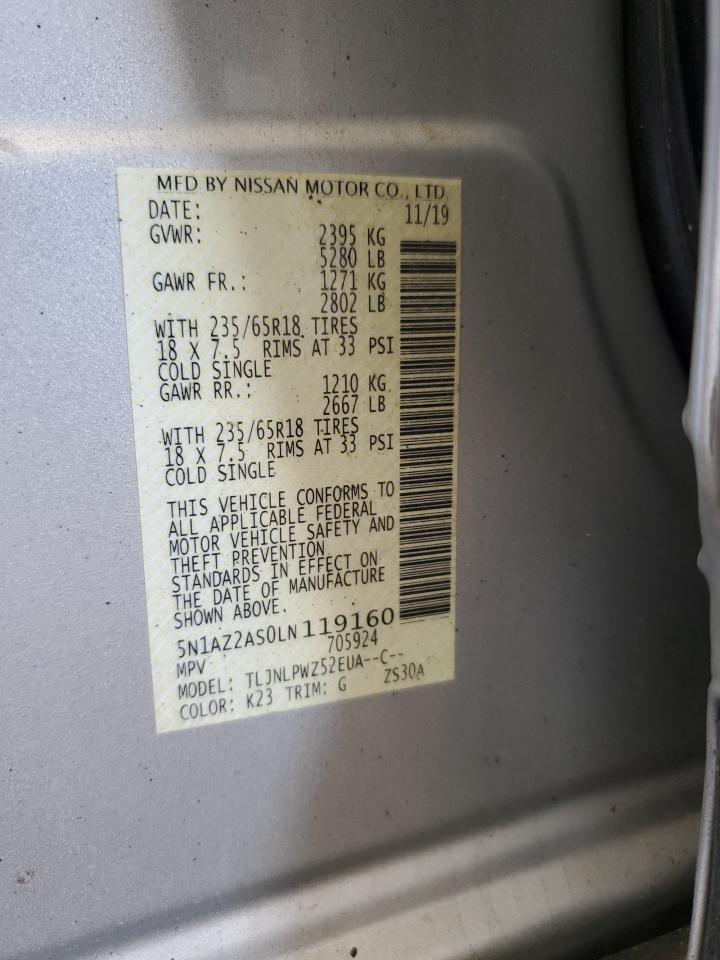 MFD BY NISSAN MOTOR CO., LTD.
DATE: 11/19
GVWR: 2395 KG
5280 LB
GAWR FR.: 1271 KG
2802 LB
WITH 235/65R18 TIRES
18 X 7.5 RIMS AT 33 PSI
COLD SINGLE
GAWR RR.: 1210 KG
2667 LB
WITH 235/65R18 TIRES
18 X 7.5 RIMS AT 33 PSI
COLD SINGLE
THIS VEHICLE CONFORMS TO
ALL APPLICABLE FEDERAL
MOTOR VEHICLE SAFETY AND
THEFT PREVENTION
STANDARDS IN EFFECT ON
THE DATE OF MANUFACTURE
SHOWN ABOVE.
5N1AZ2AS0LN119160
MPV 705924
MODEL: TLJNLPWZ52EUA--C--
COLOR: K23 TRIM: G ZS30A